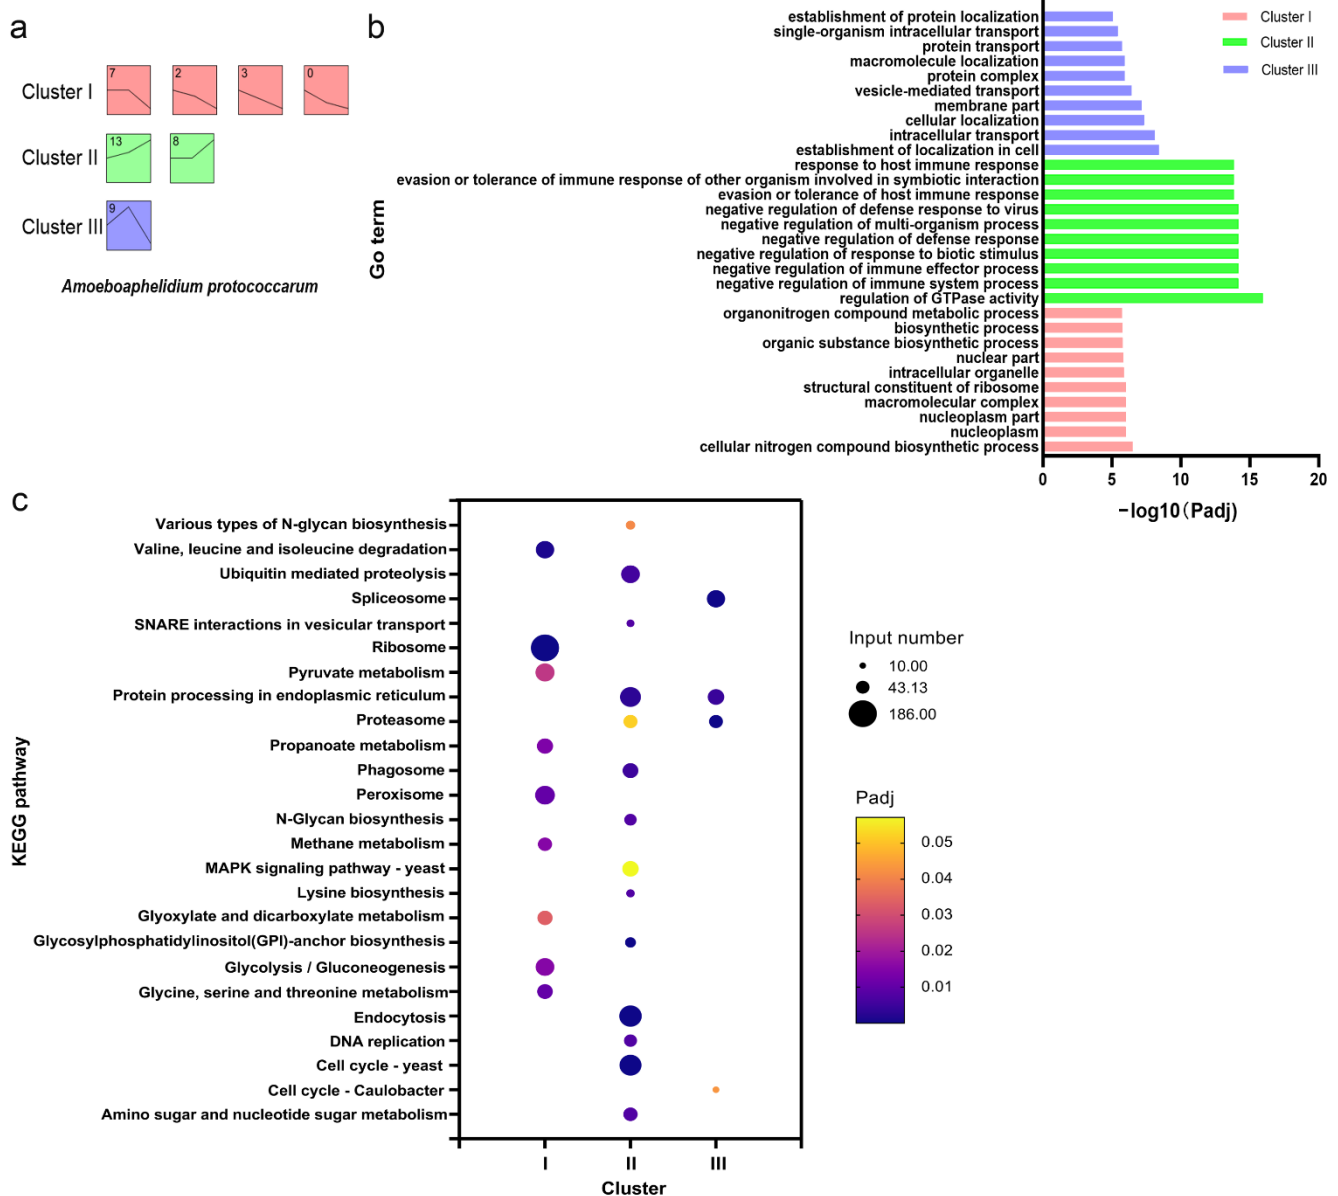 a
Cluster I
7
2
3
0
Cluster II
13
8
Cluster III
9
Amoeboaphelidium protococcarum
b
Go term
establishment of protein localization
single-organism intracellular transport
protein transport
macromolecule localization
protein complex
vesicle-mediated transport
membrane part
cellular localization
intracellular transport
establishment of localization in cell
response to host immune response
evasion or tolerance of immune response of other organism involved in symbiotic interaction
evasion or tolerance of host immune response
negative regulation of defense response to virus
negative regulation of multi-organism process
negative regulation of defense response
negative regulation of response to biotic stimulus
negative regulation of immune effector process
negative regulation of immune system process
regulation of GTPase activity
organonitrogen compound metabolic process
biosynthetic process
organic substance biosynthetic process
nuclear part
intracellular organelle
structural constituent of ribosome
macromolecular complex
nucleoplasm part
nucleoplasm
cellular nitrogen compound biosynthetic process
0 5 10 15 20
−log10(Padj)
Cluster I
Cluster II
Cluster III
c
KEGG pathway
Various types of N-glycan biosynthesis
Valine, leucine and isoleucine degradation
Ubiquitin mediated proteolysis
Spliceosome
SNARE interactions in vesicular transport
Ribosome
Pyruvate metabolism
Protein processing in endoplasmic reticulum
Proteasome
Propanoate metabolism
Phagosome
Peroxisome
N-Glycan biosynthesis
Methane metabolism
MAPK signaling pathway - yeast
Lysine biosynthesis
Glyoxylate and dicarboxylate metabolism
Glycosylphosphatidylinositol(GPI)-anchor biosynthesis
Glycolysis / Gluconeogenesis
Glycine, serine and threonine metabolism
Endocytosis
DNA replication
Cell cycle - yeast
Cell cycle - Caulobacter
Amino sugar and nucleotide sugar metabolism
I II III
Cluster
Input number
10.00
43.13
186.00
Padj
0.05
0.04
0.03
0.02
0.01